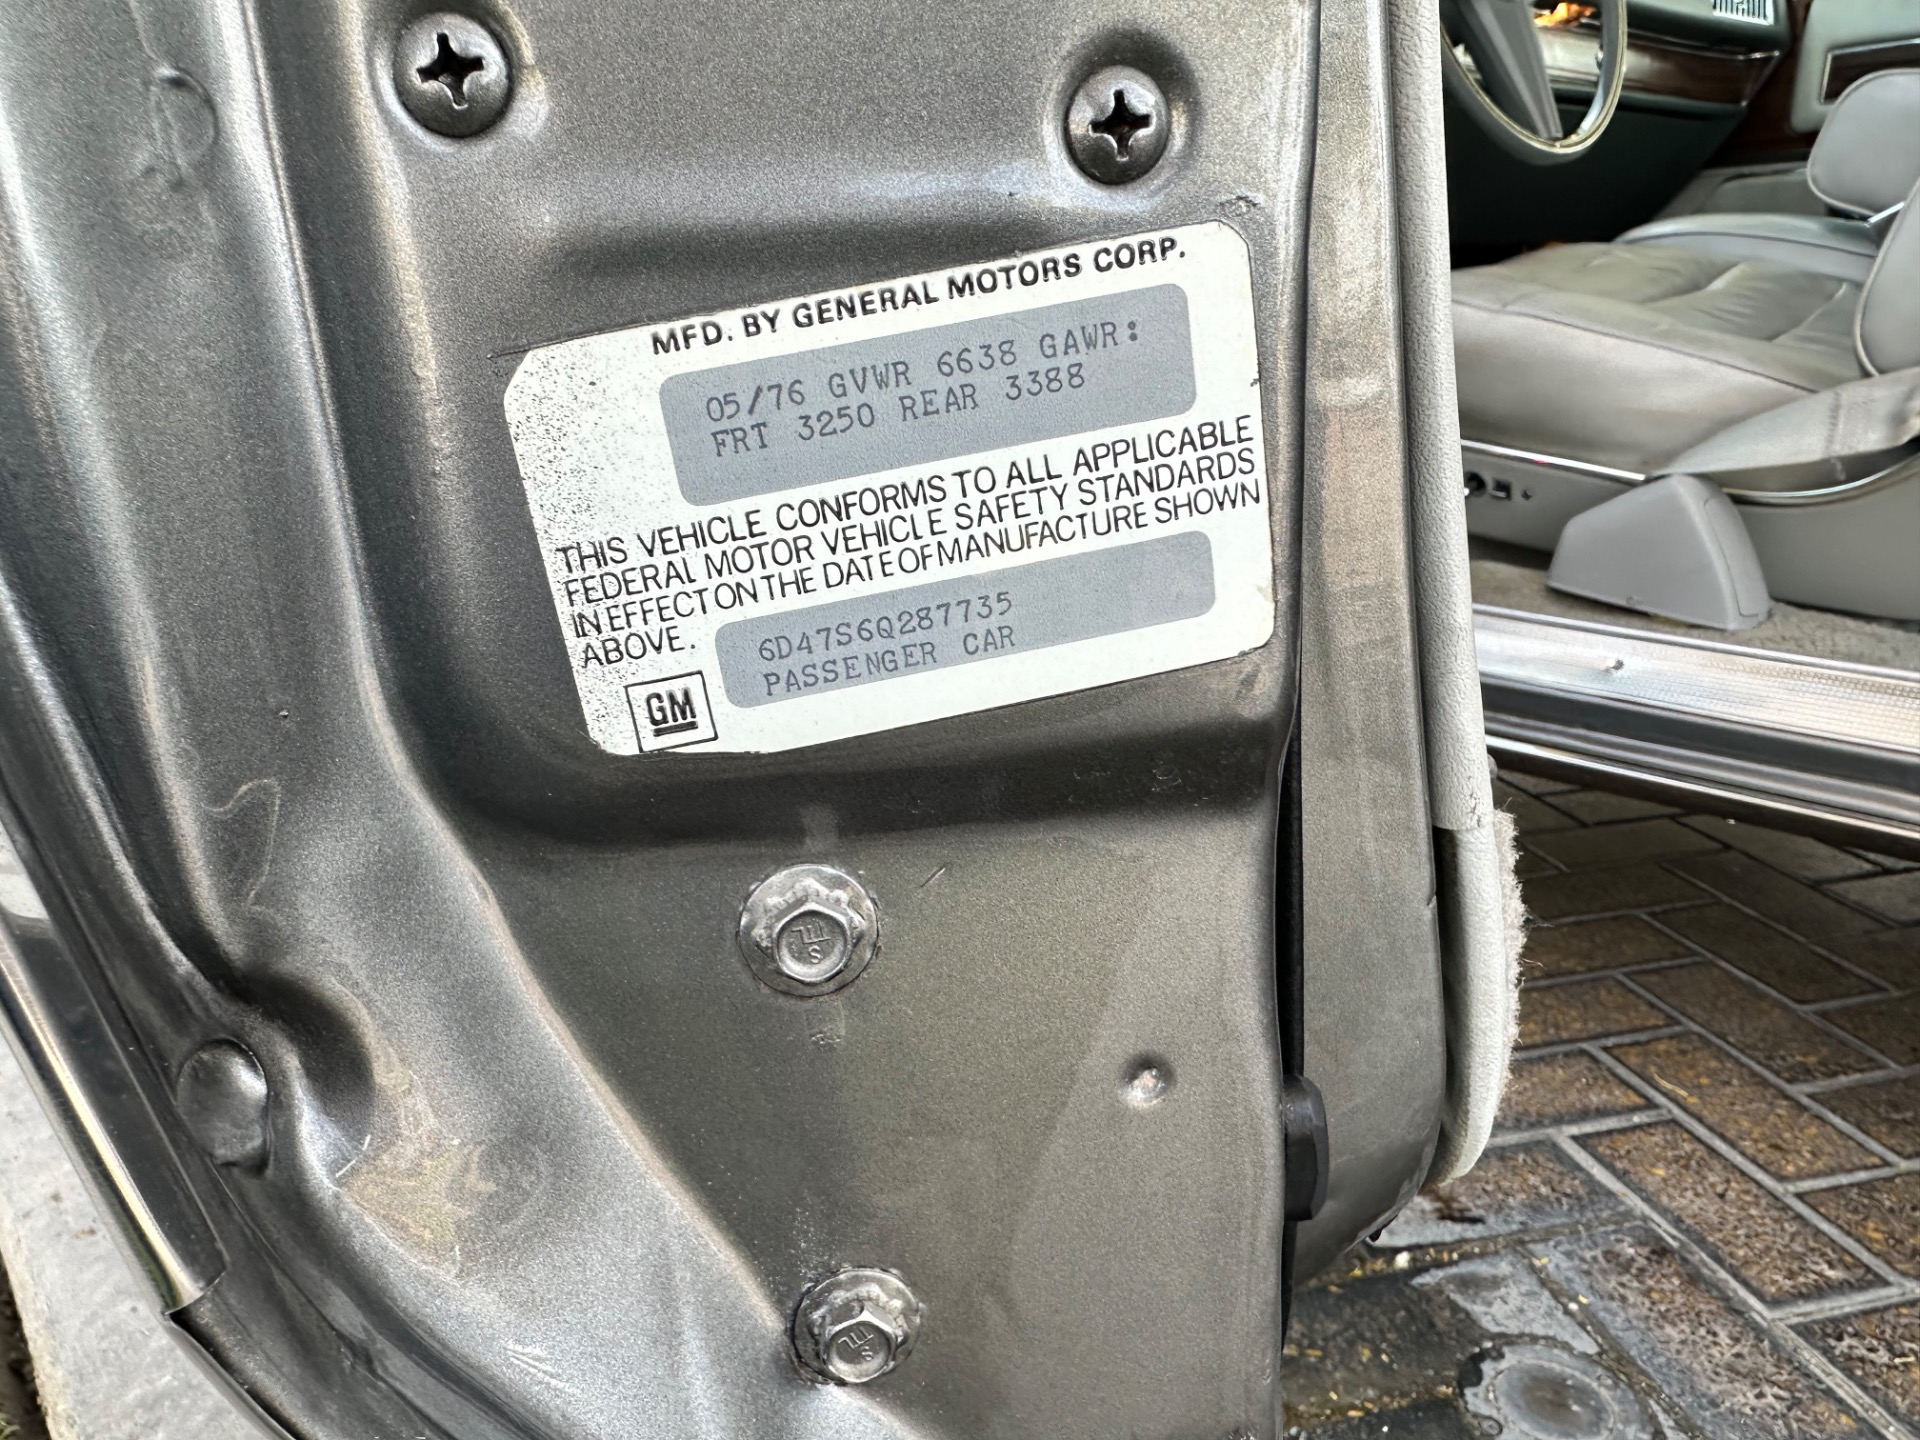 MFD. BY GENERAL MOTORS CORP.
05/76 GVWR 6638 GAWR:
FRT 3250 REAR 3388
THIS VEHICLE CONFORMS TO ALL APPLICABLE
FEDERAL MOTOR VEHICLE SAFETY STANDARDS
IN EFFECT ON THE DATE OF MANUFACTURE SHOWN
ABOVE.
6D47S6Q287735
PASSENGER CAR
GM
TTL
S
TTL
S